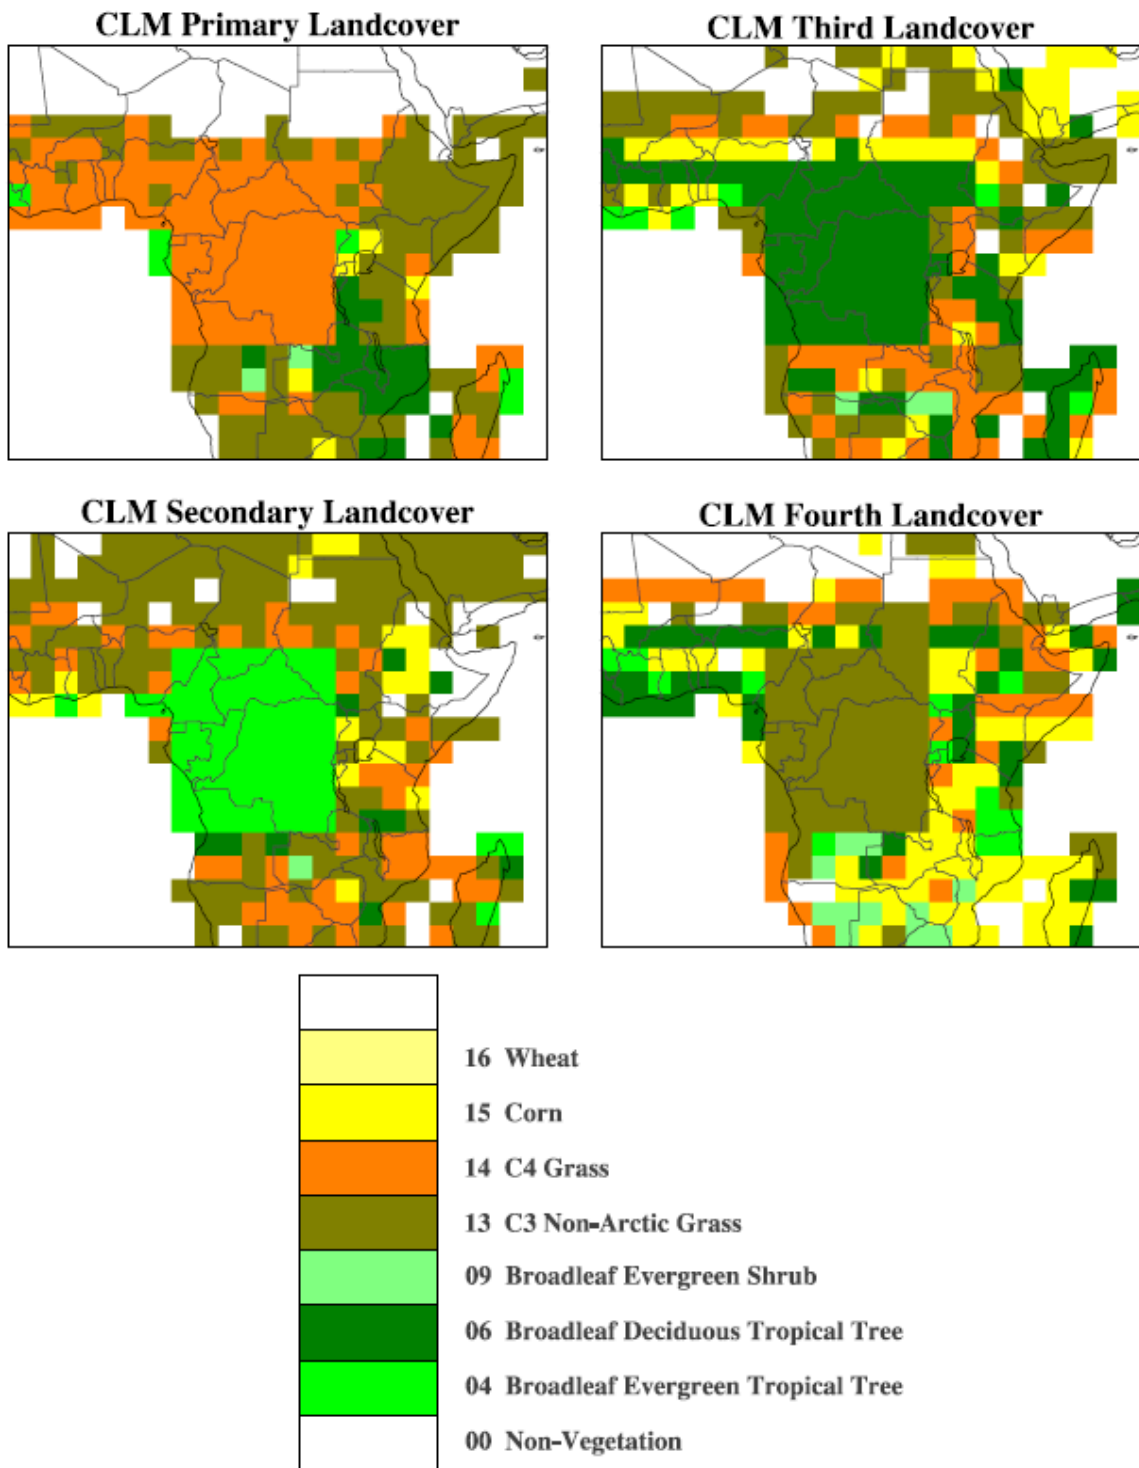 CLM Primary Landcover
CLM Third Landcover
CLM Secondary Landcover
CLM Fourth Landcover
16 Wheat
15 Corn
14 C4 Grass
13 C3 Non-Arctic Grass
09 Broadleaf Evergreen Shrub
06 Broadleaf Deciduous Tropical Tree
04 Broadleaf Evergreen Tropical Tree
00 Non-Vegetation